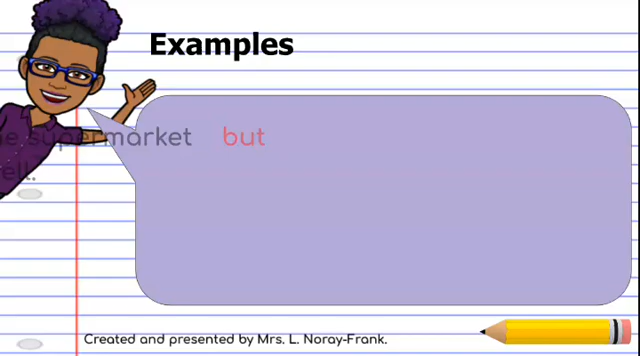 Examples
supermarket but
Created and presented by Mrs. L. Noray-Frank.